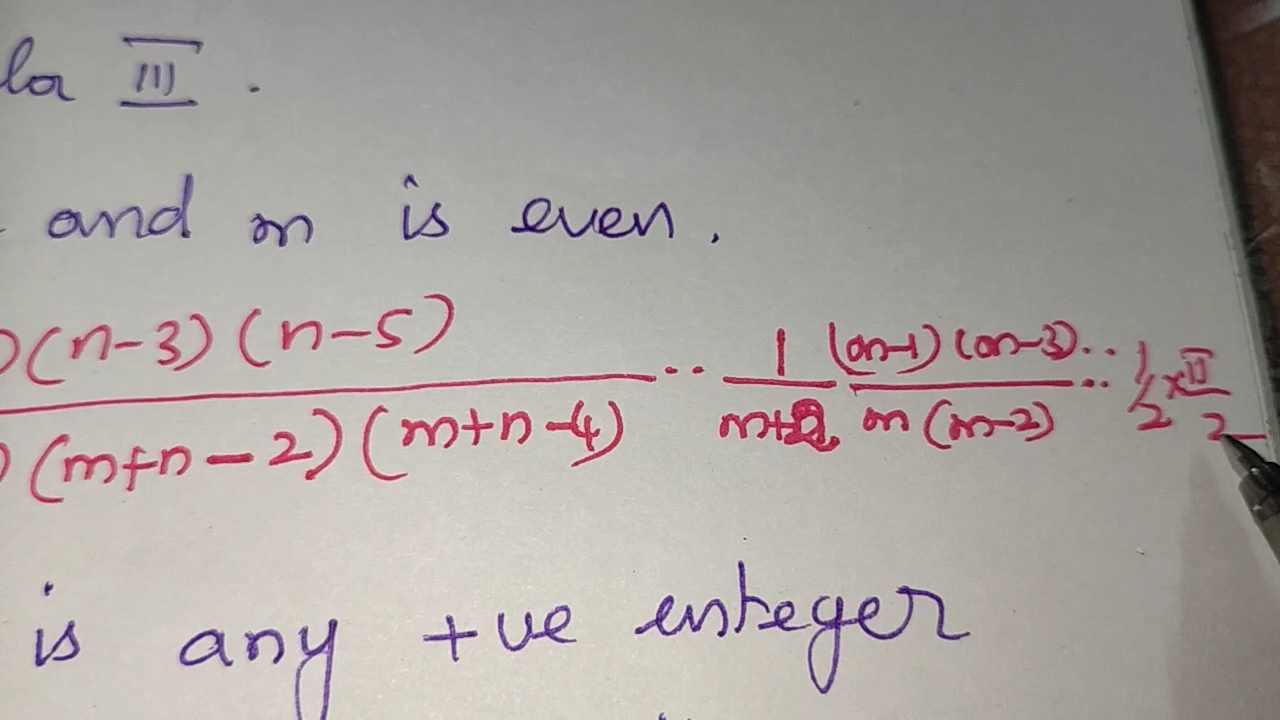 la III .
and m is even .
)(n-3)(n-5) .. 1 (m-1)(m-3).. 1 × π
)(m+n-2)(m+n-4) m+2 m(m-2) .. 2 2
is any +ve enteger